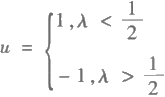 u = { 1 , λ < 1/2
− 1 , λ > 1/2